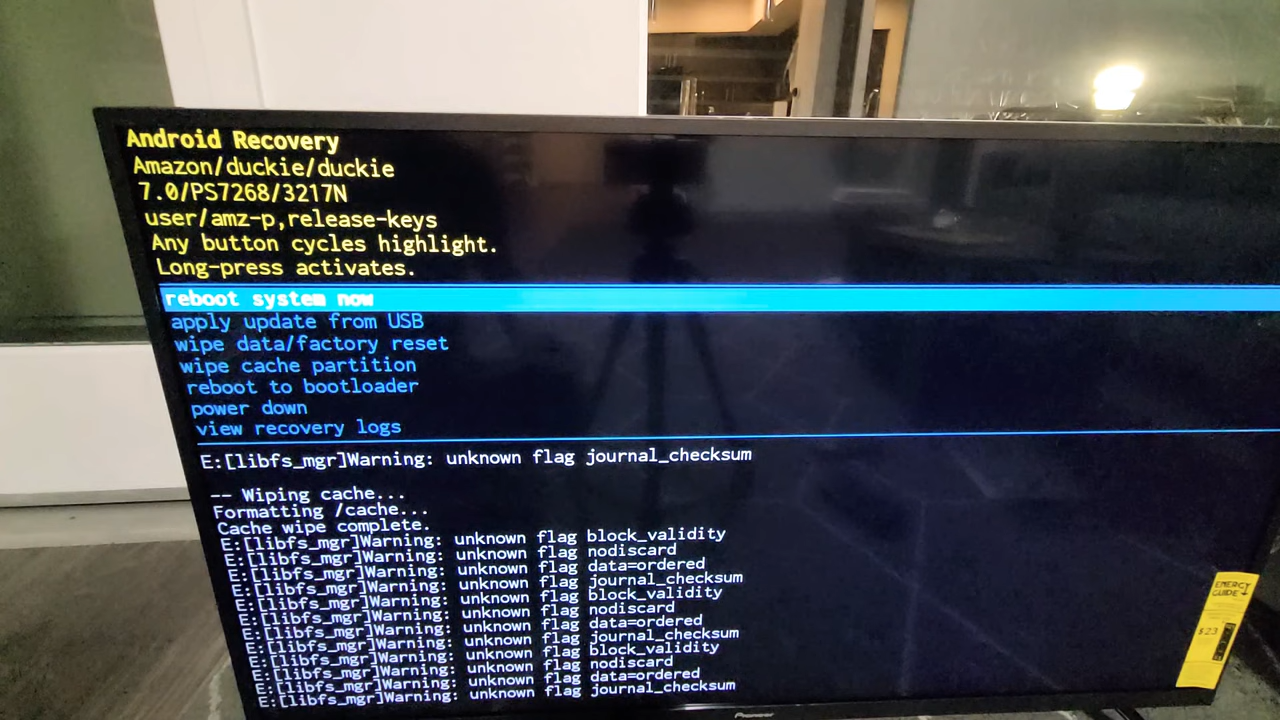 Android Recovery
Amazon/duckie/duckie
7.0/PS7268/3217N
user/amz-p,release-keys
Any button cycles highlight.
Long-press activates.
reboot system now
apply update from USB
wipe data/factory reset
wipe cache partition
reboot to bootloader
power down
view recovery logs
E:[libfs_mgr]Warning: unknown flag journal_checksum
-- Wiping cache...
Formatting /cache...
Cache wipe complete.
E:[libfs_mgr]Warning: unknown flag block_validity
E:[libfs_mgr]Warning: unknown flag nodiscard
E:[libfs_mgr]Warning: unknown flag data=ordered
E:[libfs_mgr]Warning: unknown flag journal_checksum
E:[libfs_mgr]Warning: unknown flag block_validity
E:[libfs_mgr]Warning: unknown flag nodiscard
E:[libfs_mgr]Warning: unknown flag data=ordered
E:[libfs_mgr]Warning: unknown flag journal_checksum
E:[libfs_mgr]Warning: unknown flag block_validity
E:[libfs_mgr]Warning: unknown flag nodiscard
E:[libfs_mgr]Warning: unknown flag data=ordered
E:[libfs_mgr]Warning: unknown flag journal_checksum
ENERGY
GUIDE
$23
Pioneer